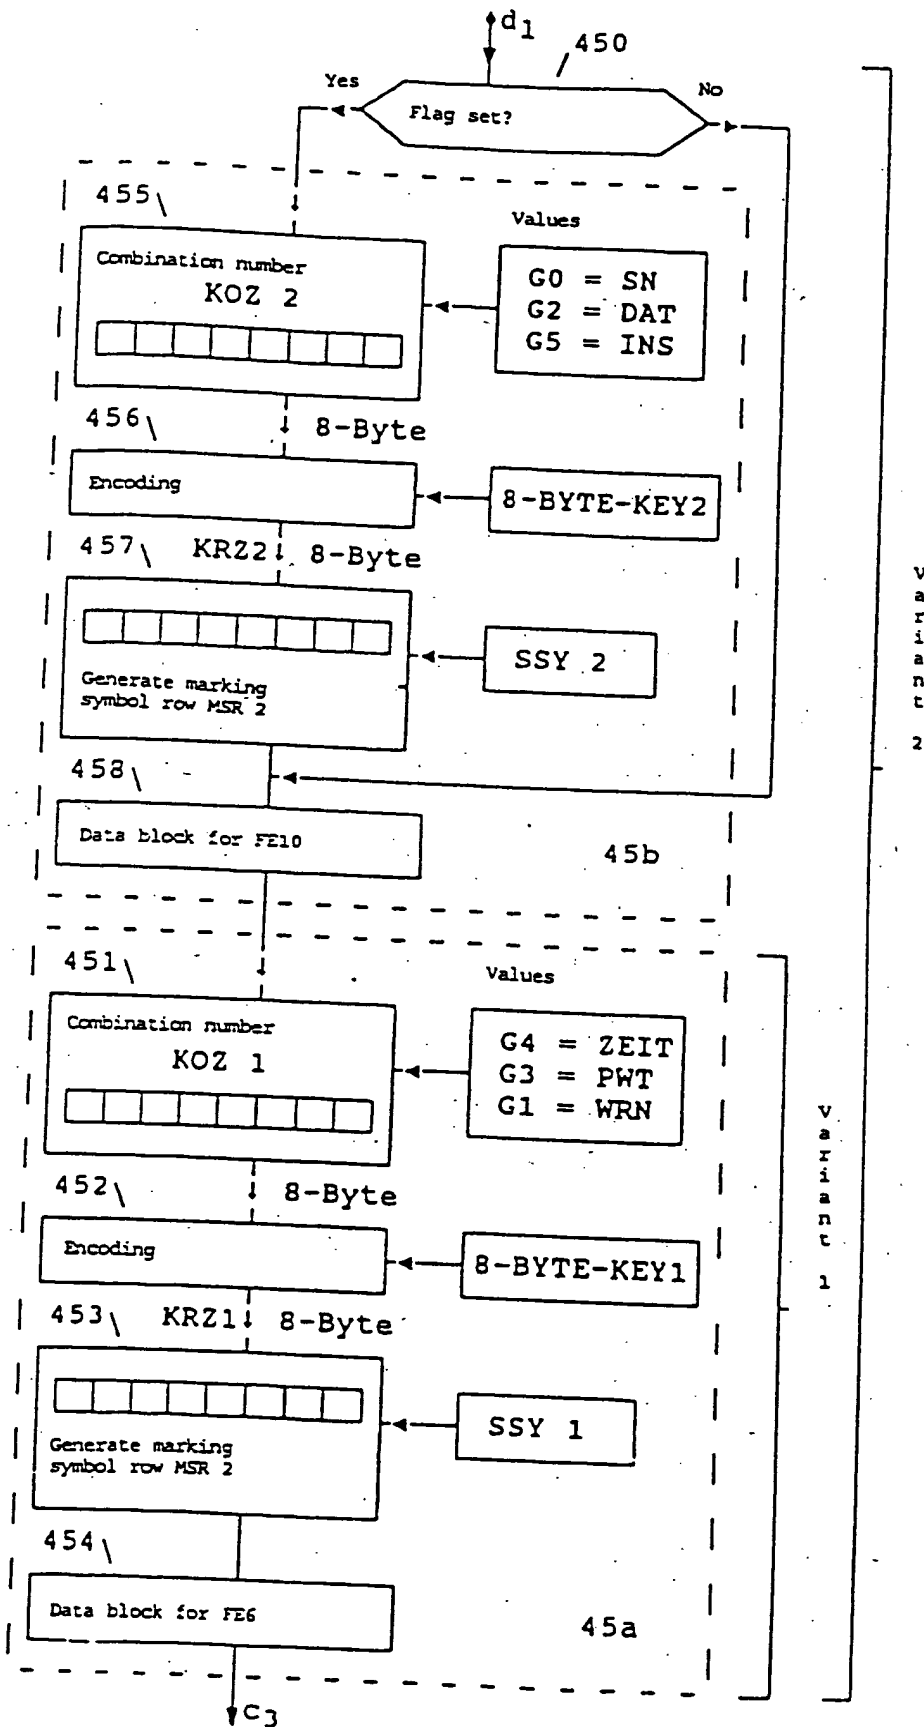 d1
450
Yes
No
Flag set?
455
Values
Combination number
KOZ 2
G0 = SN
G2 = DAT
G5 = INS
456
8-Byte
Encoding
8-BYTE-KEY2
457
KRZ2
8-Byte
SSY 2
Generate marking
symbol row MSR 2
458
Data block for FE10
45b
Variant 2
451
Values
Combination number
KOZ 1
G4 = ZEIT
G3 = PWT
G1 = WRN
452
8-Byte
Encoding
8-BYTE-KEY1
453
KRZ1
8-Byte
SSY 1
Generate marking
symbol row MSR 2
454
Data block for FE6
45a
Variant 1
c3